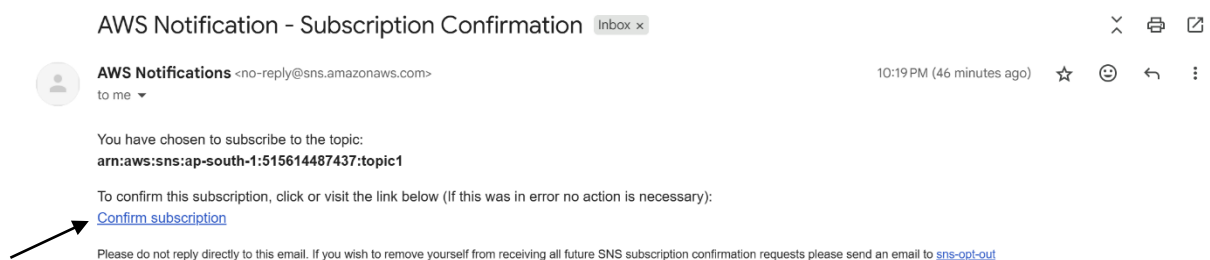 AWS Notification - Subscription Confirmation Inbox ×
AWS Notifications <no-reply@sns.amazonaws.com> 10:19 PM (46 minutes ago)
to me
You have chosen to subscribe to the topic:
arn:aws:sns:ap-south-1:515614487437:topic1
To confirm this subscription, click or visit the link below (If this was in error no action is necessary):
Confirm subscription
Please do not reply directly to this email. If you wish to remove yourself from receiving all future SNS subscription confirmation requests please send an email to sns-opt-out